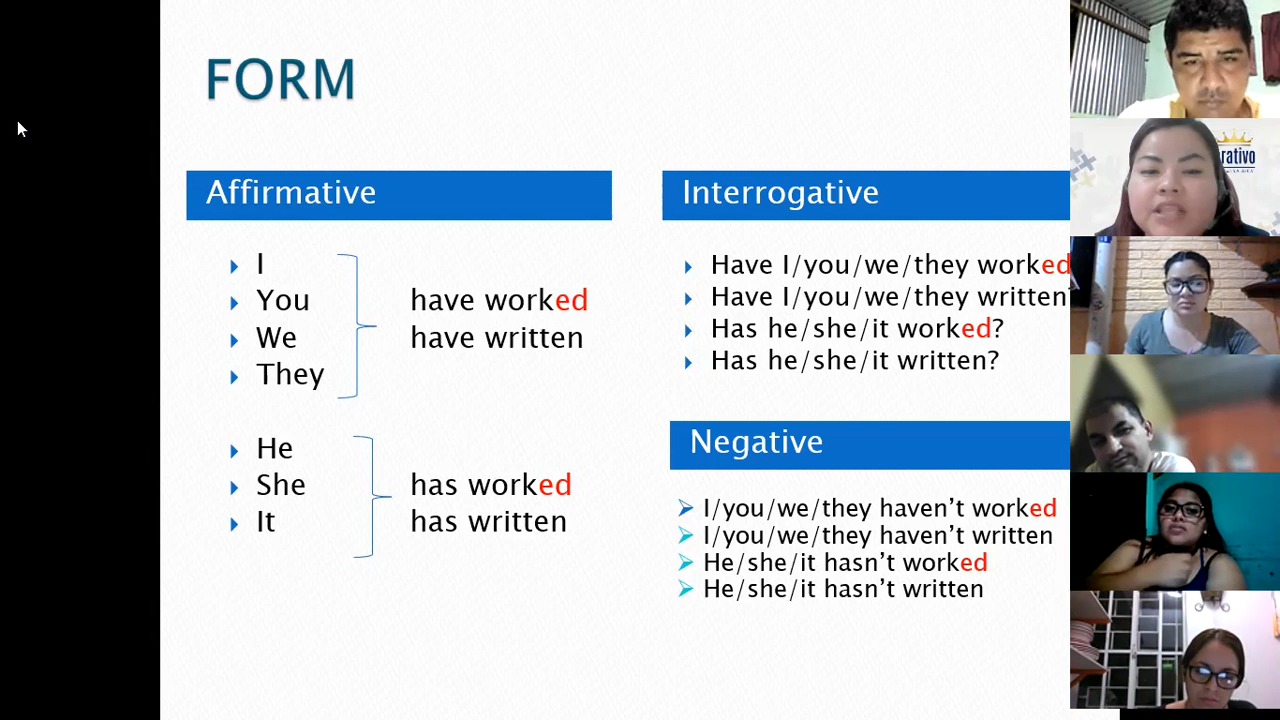 FORM
Affirmative
I
You
We
They
have worked
have written
He
She
It
has worked
has written
Interrogative
Have I/you/we/they worked
Have I/you/we/they written
Has he/she/it worked?
Has he/she/it written?
Negative
I/you/we/they haven't worked
I/you/we/they haven't written
He/she/it hasn't worked
He/she/it hasn't written
rativo